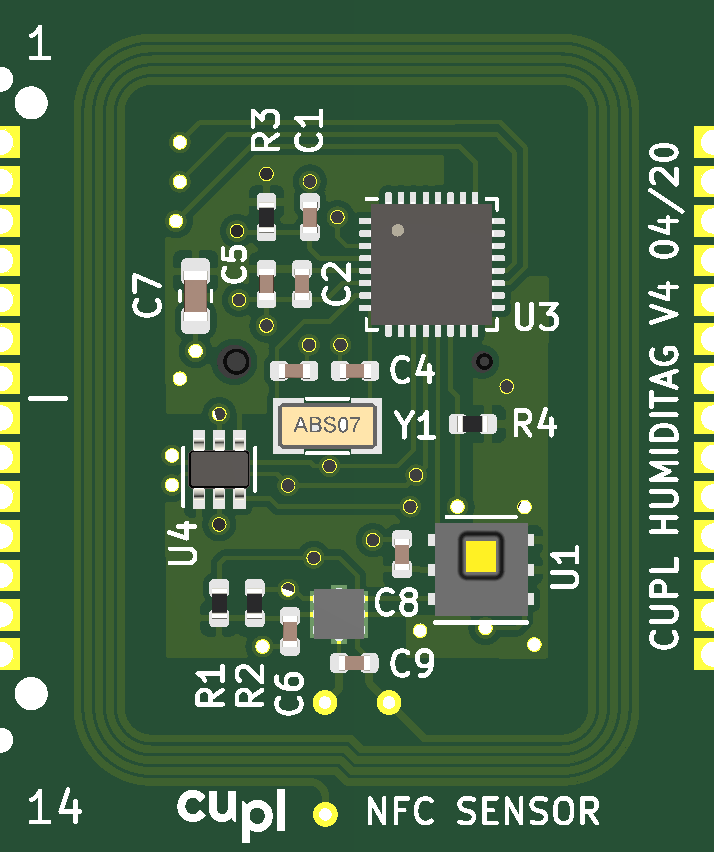 1
R3
C1
C5
C7
C2
U3
C4
ABS07
Y1
R4
U4
U1
C8
C9
R1
R2
C6
CUPL HUMIDITAG V4 04/20
14
cupl
NFC SENSOR